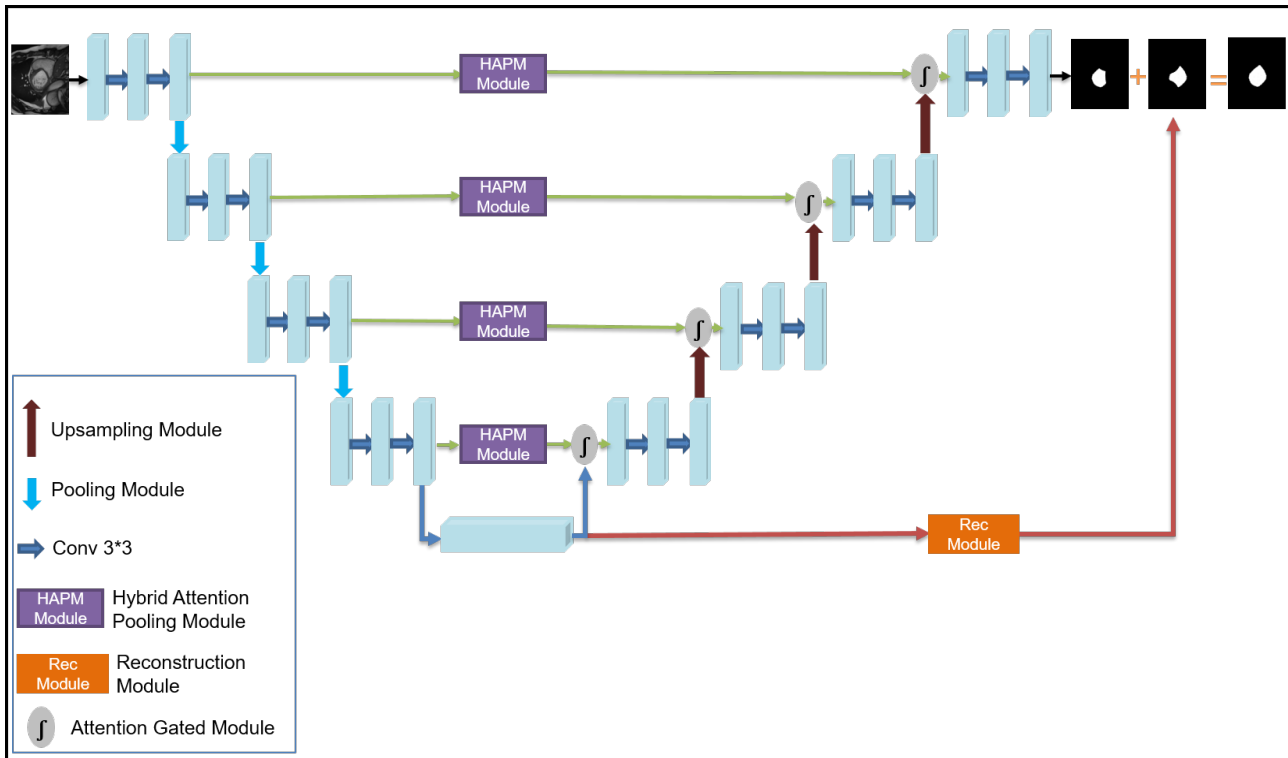 HAPM
Module
ʃ
+
=
HAPM
Module
ʃ
HAPM
Module
ʃ
HAPM
Module
ʃ
Rec
Module
Upsampling Module
Pooling Module
Conv 3*3
HAPM
Module
Hybrid Attention
Pooling Module
Rec
Module
Reconstruction
Module
ʃ
Attention Gated Module